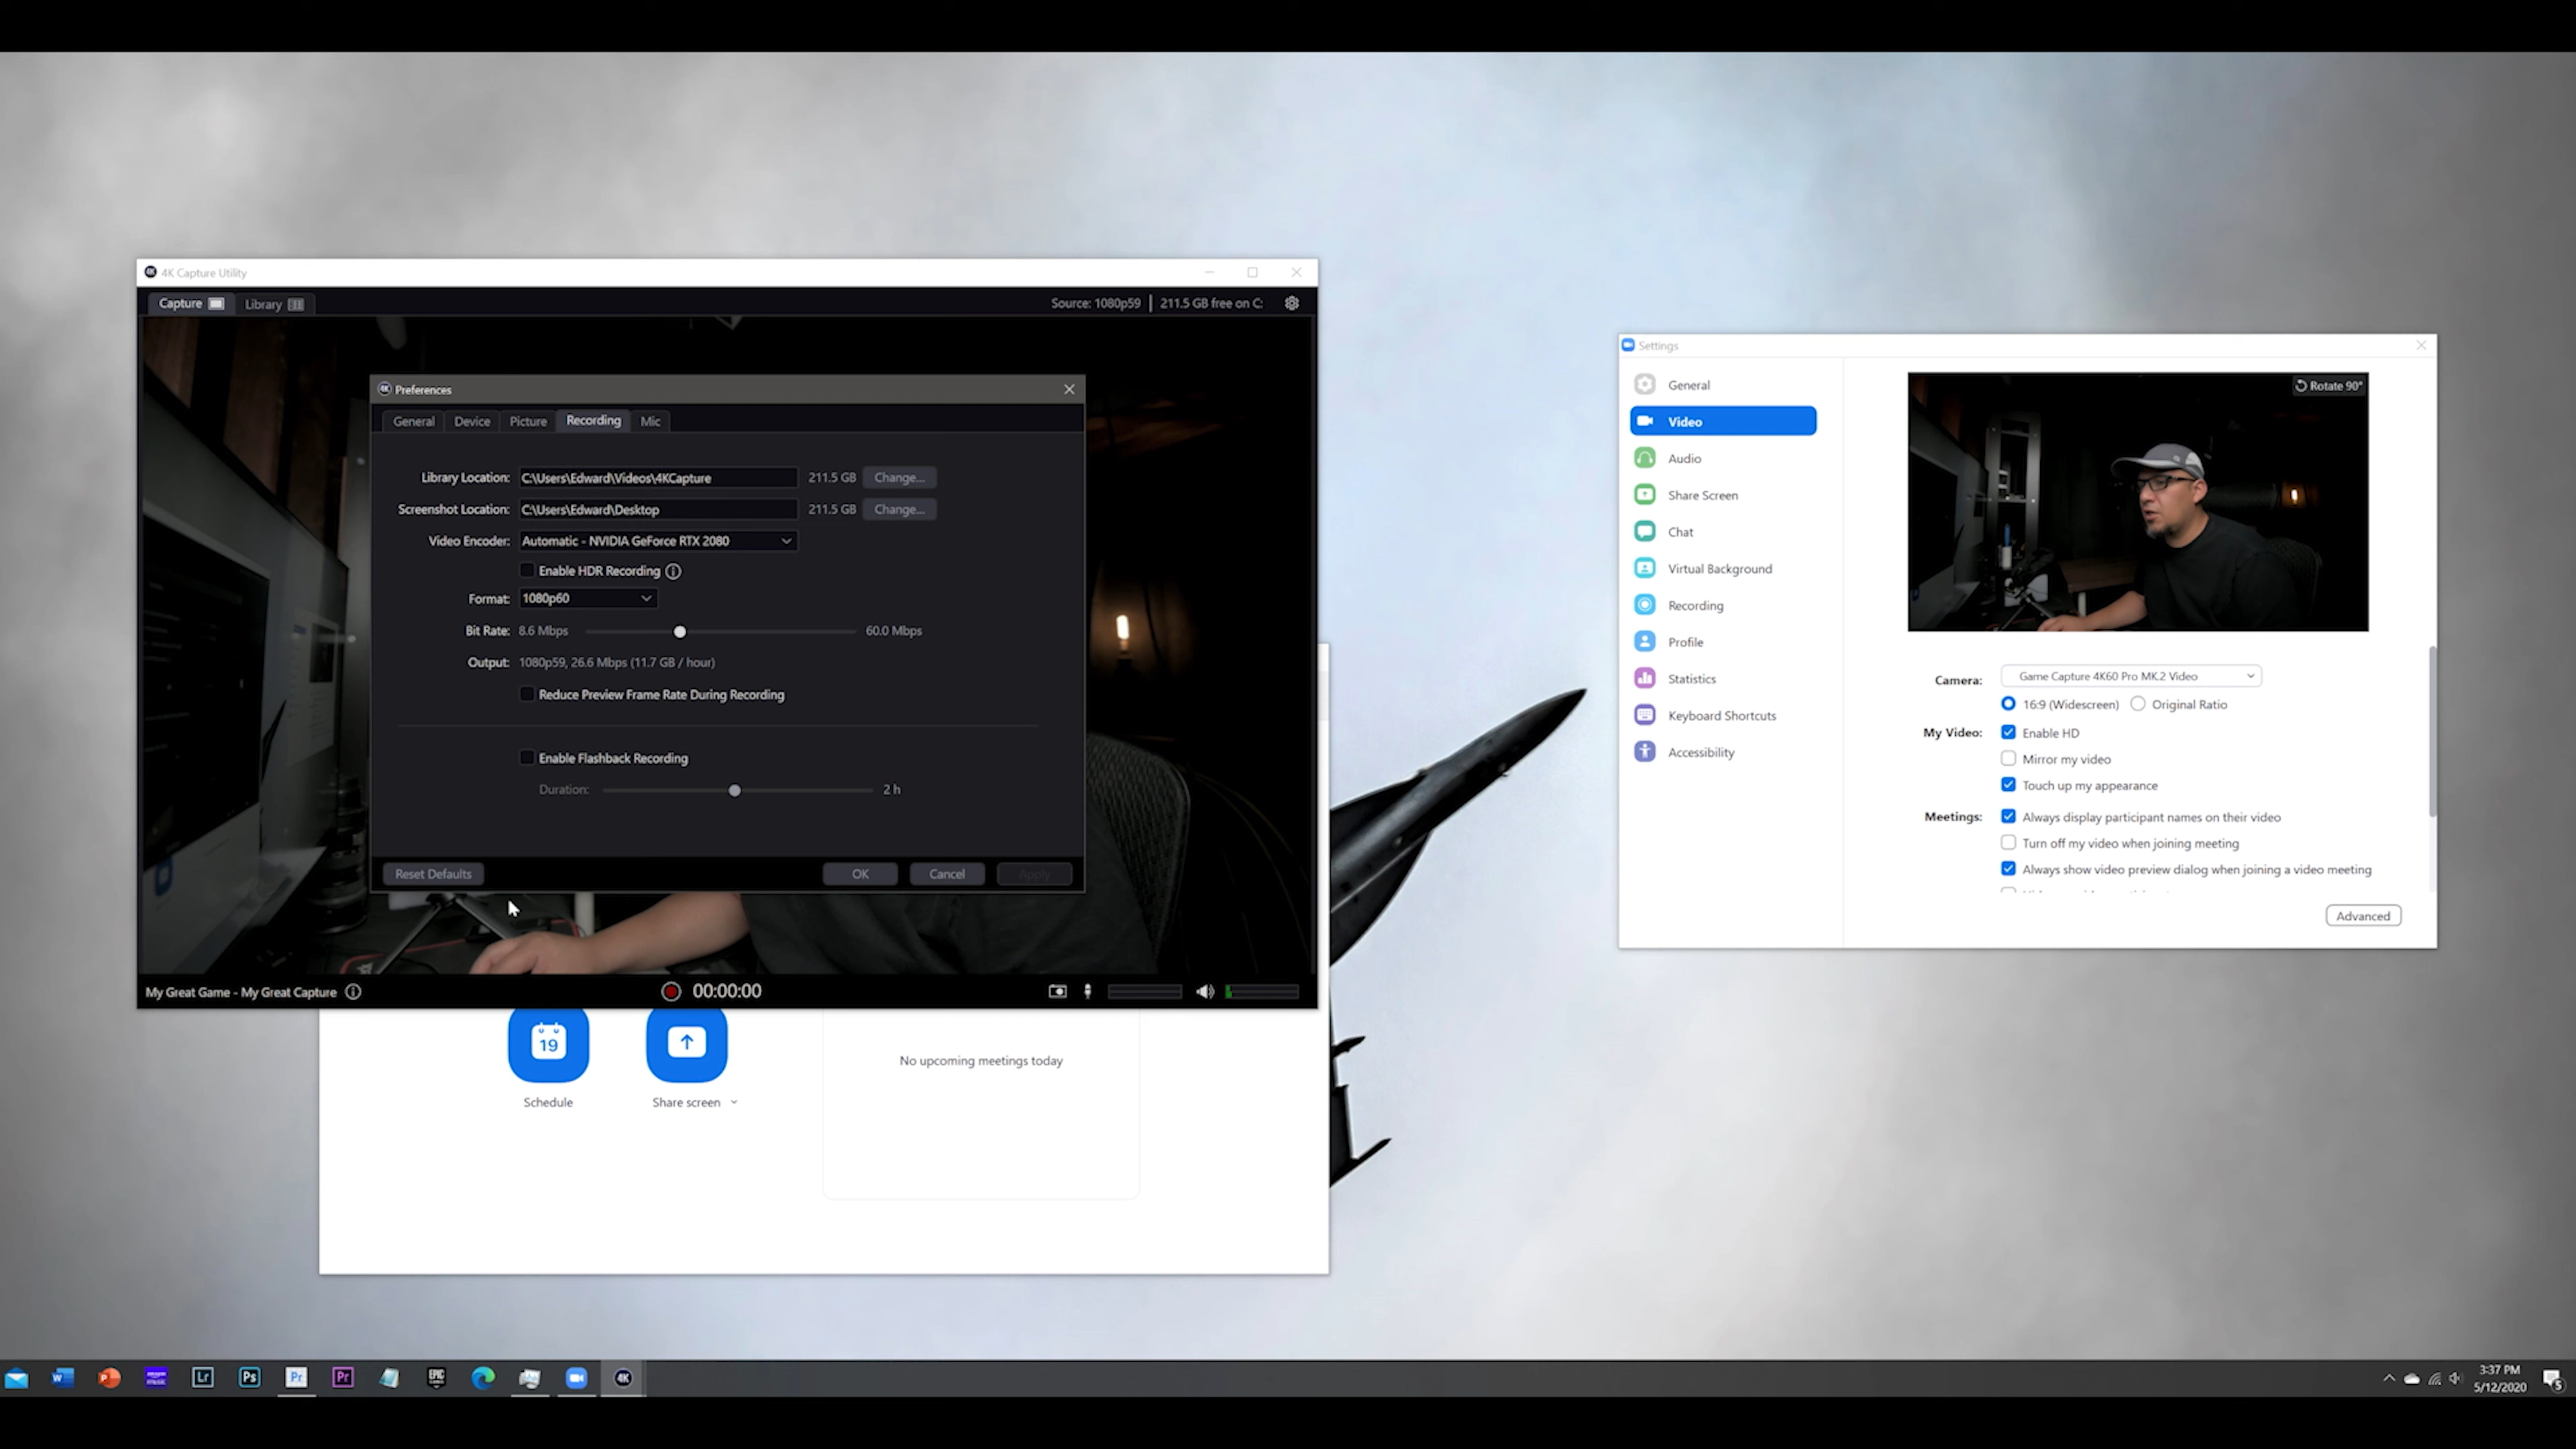 4K Capture Utility
Capture
Library
Source: 1080p59 | 211.5 GB free on C:
Preferences
General
Device
Picture
Recording
Mic
Library Location: C:\Users\Edward\Videos\4KCapture 211.5 GB Change...
Screenshot Location: C:\Users\Edward\Desktop 211.5 GB Change...
Video Encoder: Automatic - NVIDIA GeForce RTX 2080
Enable HDR Recording
Format: 1080p60
Bit Rate: 8.6 Mbps 60.0 Mbps
Output: 1080p59, 26.6 Mbps (11.7 GB / hour)
Reduce Preview Frame Rate During Recording
Enable Flashback Recording
Duration: 2 h
Reset Defaults
OK
Cancel
Apply
My Great Game - My Great Capture
00:00:00
19
Schedule
Share screen
No upcoming meetings today
Settings
General
Video
Audio
Share Screen
Chat
Virtual Background
Recording
Profile
Statistics
Keyboard Shortcuts
Accessibility
Rotate 90°
Camera: Game Capture 4K60 Pro MK.2 Video
16:9 (Widescreen) Original Ratio
My Video: Enable HD
Mirror my video
Touch up my appearance
Meetings: Always display participant names on their video
Turn off my video when joining meeting
Always show video preview dialog when joining a video meeting
Advanced
Lr
Ps
Pr
Pr
EPIC
4K
3:37 PM
5/12/2020
5